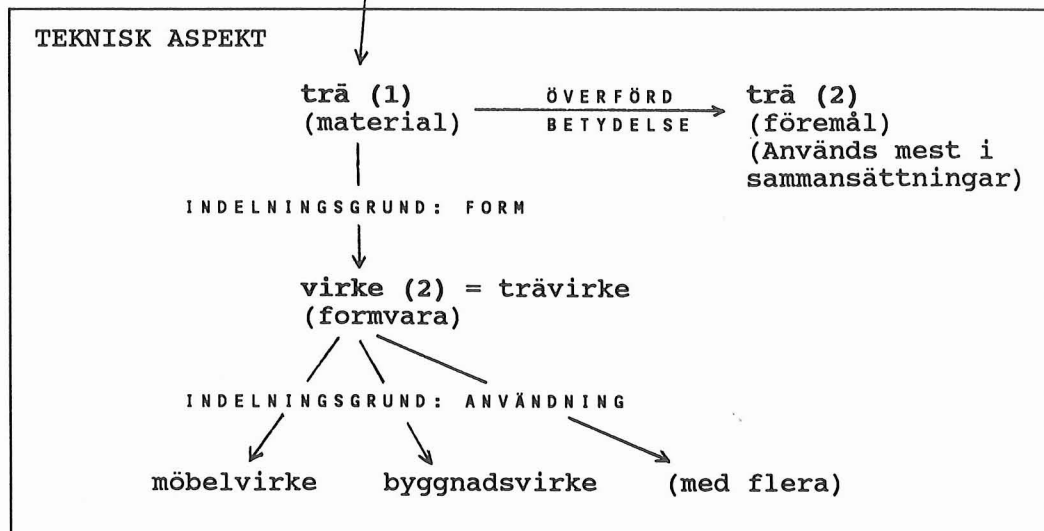 TEKNISK ASPEKT
trä (1)
(material)
ÖVERFÖRD
BETYDELSE
trä (2)
(föremål)
(Används mest i
sammansättningar)
INDELNINGSGRUND: FORM
virke (2) = trävirke
(formvara)
INDELNINGSGRUND: ANVÄNDNING
möbelvirke byggnadsvirke (med flera)